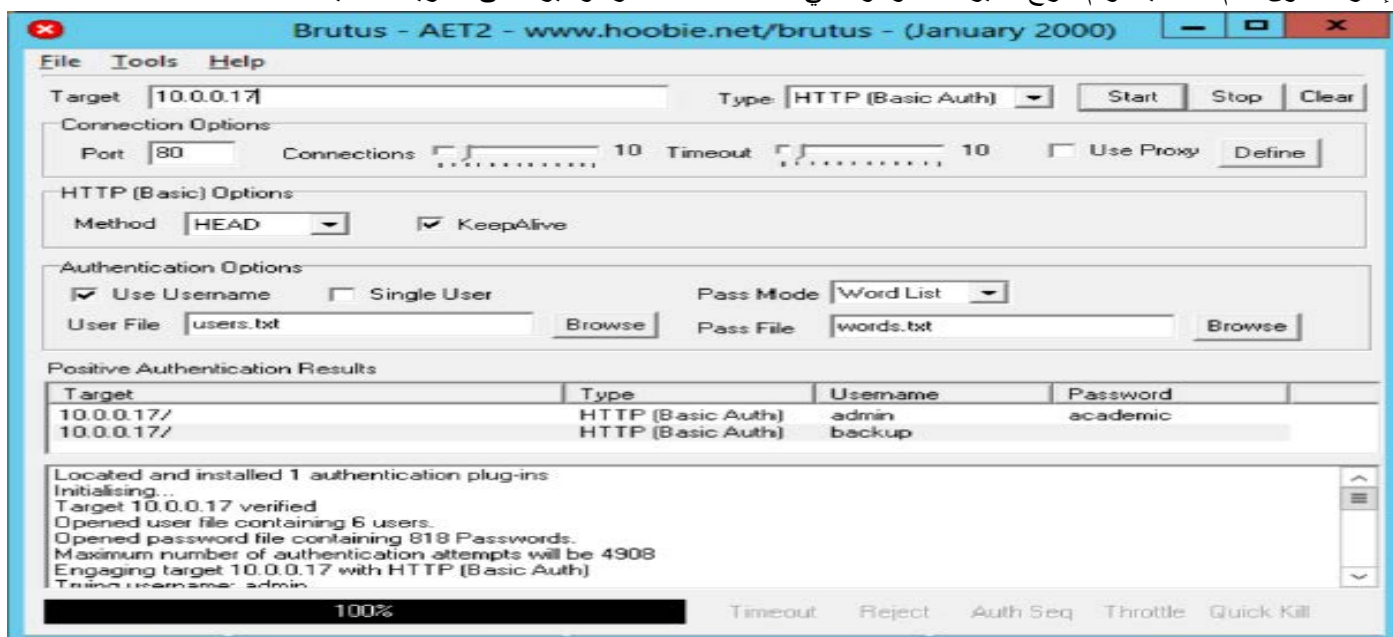 Brutus - AET2 - www.hoobie.net/brutus - (January 2000)
File Tools Help
Target 10.0.0.17 Type HTTP (Basic Auth) Start Stop Clear
Connection Options
Port 80 Connections 10 Timeout 10 Use Proxy Define
HTTP (Basic) Options
Method HEAD KeepAlive
Authentication Options
Use Username Single User Pass Mode Word List
User File users.txt Browse Pass File words.txt Browse
Positive Authentication Results
Target Type Username Password
10.0.0.17/ HTTP (Basic Auth) admin academic
10.0.0.17/ HTTP (Basic Auth) backup
Located and installed 1 authentication plug-ins
Initialising...
Target 10.0.0.17 verified
Opened user file containing 6 users.
Opened password file containing 818 Passwords.
Maximum number of authentication attempts will be 4908
Engaging target 10.0.0.17 with HTTP (Basic Auth)
Trying username: admin
100% Timeout Reject Auth Seq Throttle Quick Kill